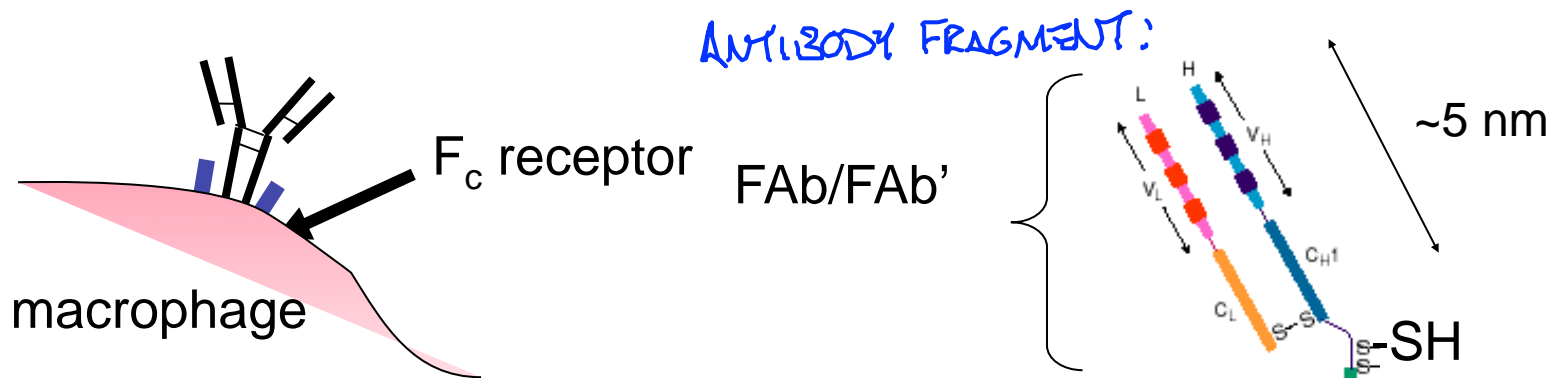 ANTIBODY FRAGMENT:
Fc receptor
macrophage
FAb/FAb’
L
H
VL
VH
CL
CH1
S-S
S-SH
S-
~5 nm